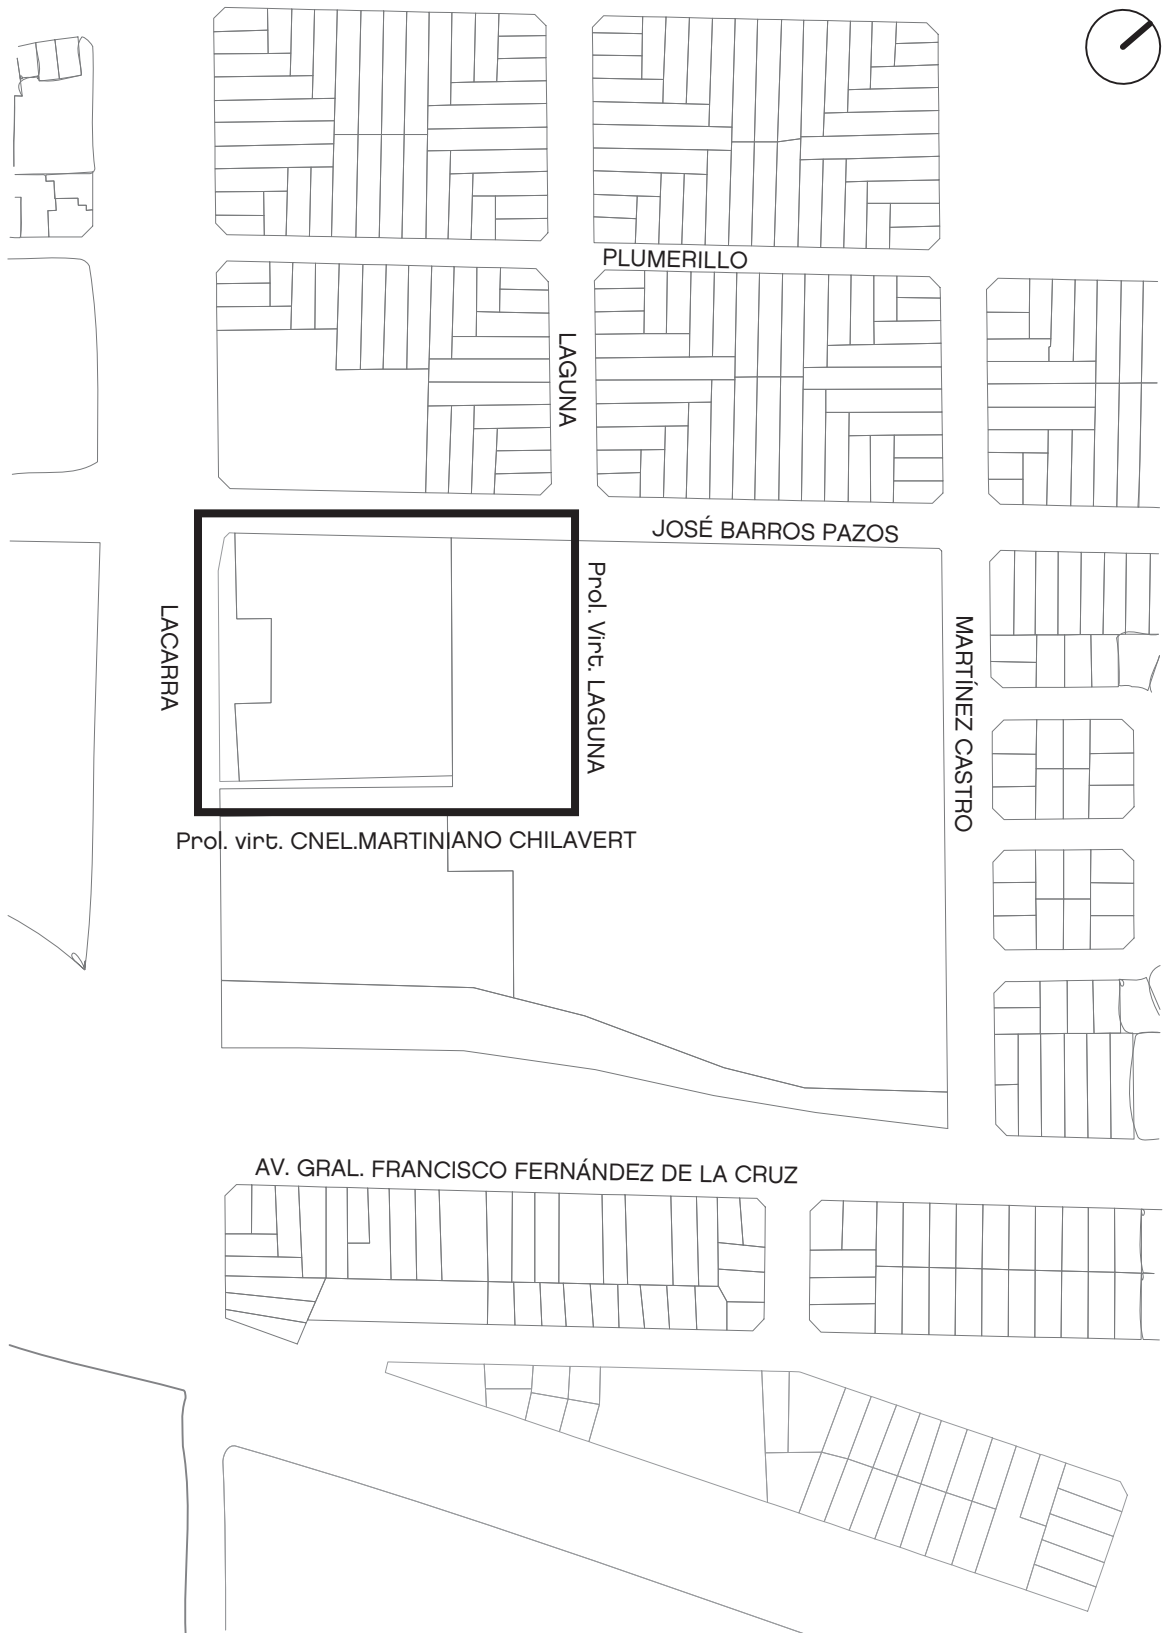 PLUMERILLO
LAGUNA
JOSÉ BARROS PAZOS
LACARRA
Prol. Virt. LAGUNA
MARTÍNEZ CASTRO
Prol. virt. CNEL.MARTINIANO CHILAVERT
AV. GRAL. FRANCISCO FERNÁNDEZ DE LA CRUZ